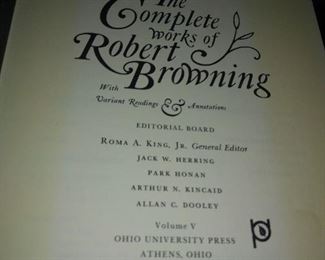 The
Complete
Works of
Robert
Browning
With
Variant Readings & Annotations
EDITORIAL BOARD
ROMA A. KING, JR. General Editor
JACK W. HERRING
PARK HONAN
ARTHUR N. KINCAID
ALLAN C. DOOLEY
Volume V
OHIO UNIVERSITY PRESS
ATHENS, OHIO